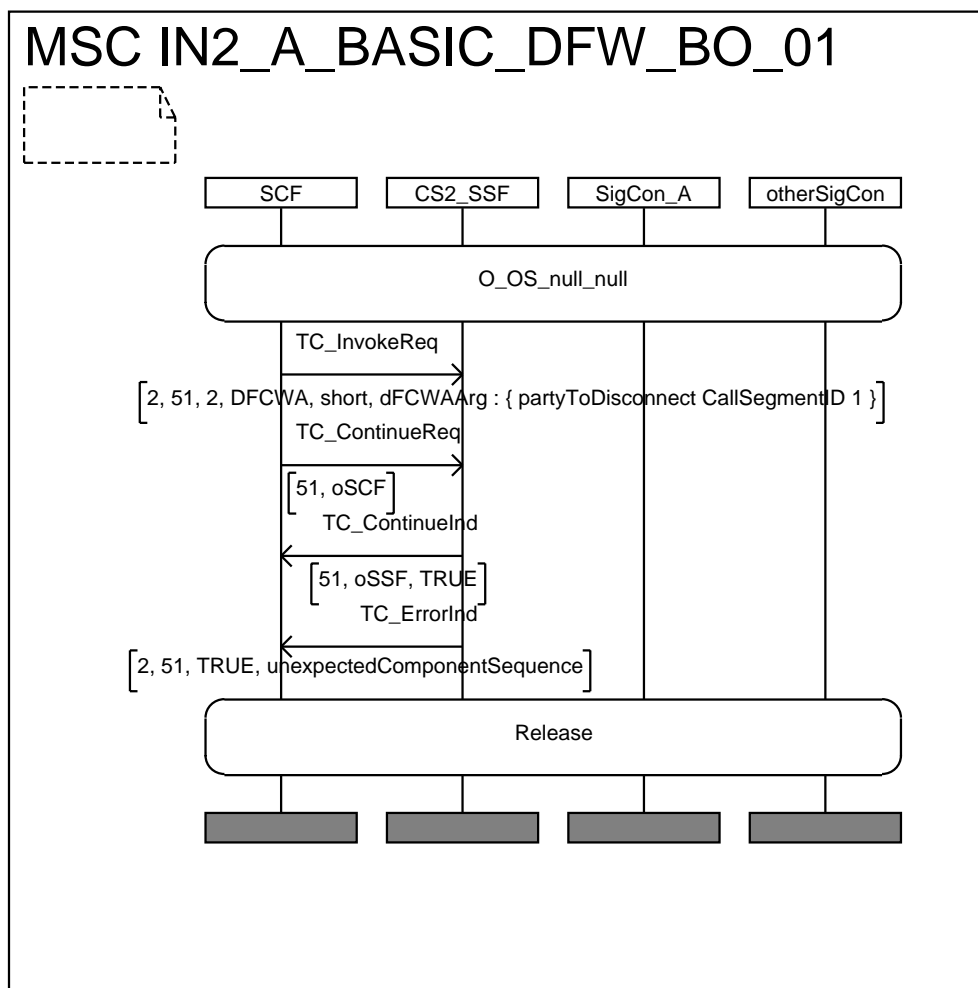 MSC IN2_A_BASIC_DFW_BO_01
SCF CS2_SSF SigCon_A otherSigCon
O_OS_null_null
TC_InvokeReq
[2, 51, 2, DFCWA, short, dFCWAArg : { partyToDisconnect CallSegmentID 1 }]
TC_ContinueReq
[51, oSCF]
TC_ContinueInd
[51, oSSF, TRUE]
TC_ErrorInd
[2, 51, TRUE, unexpectedComponentSequence]
Release